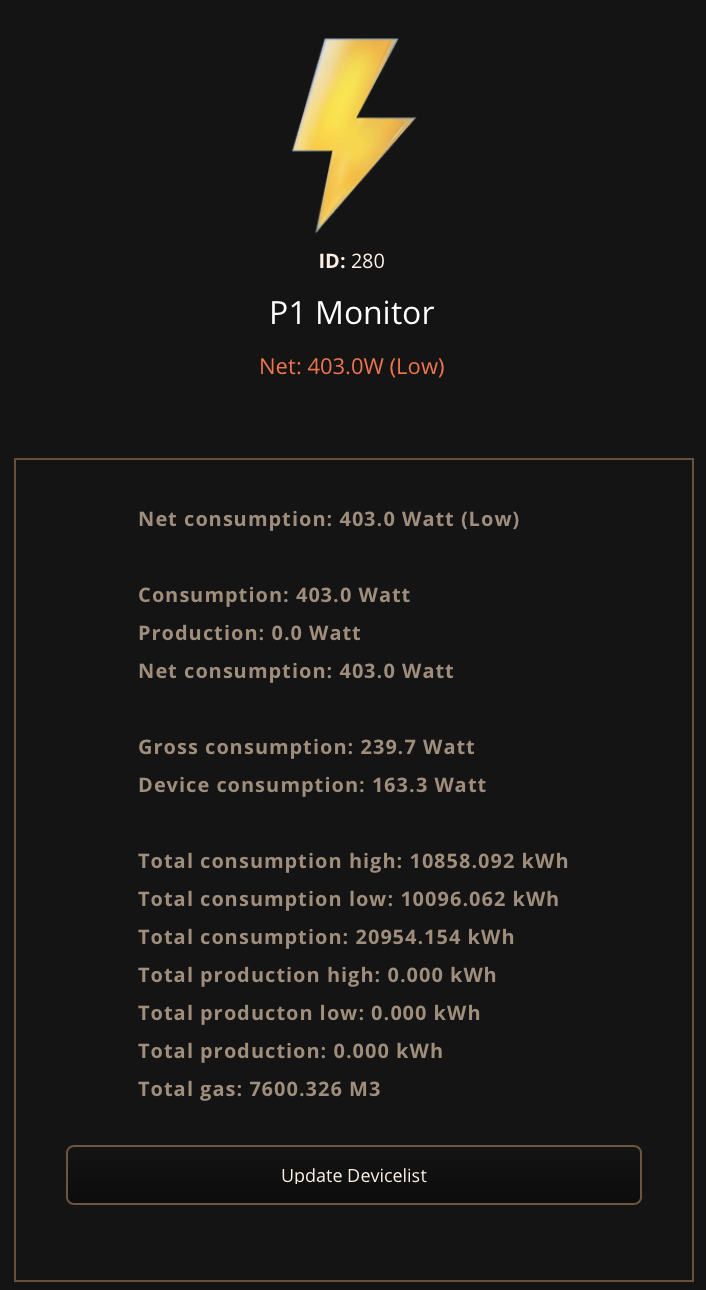 ID: 280
P1 Monitor
Net: 403.0W (Low)
Net consumption: 403.0 Watt (Low)
Consumption: 403.0 Watt
Production: 0.0 Watt
Net consumption: 403.0 Watt
Gross consumption: 239.7 Watt
Device consumption: 163.3 Watt
Total consumption high: 10858.092 kWh
Total consumption low: 10096.062 kWh
Total consumption: 20954.154 kWh
Total production high: 0.000 kWh
Total producton low: 0.000 kWh
Total production: 0.000 kWh
Total gas: 7600.326 M3
Update Devicelist